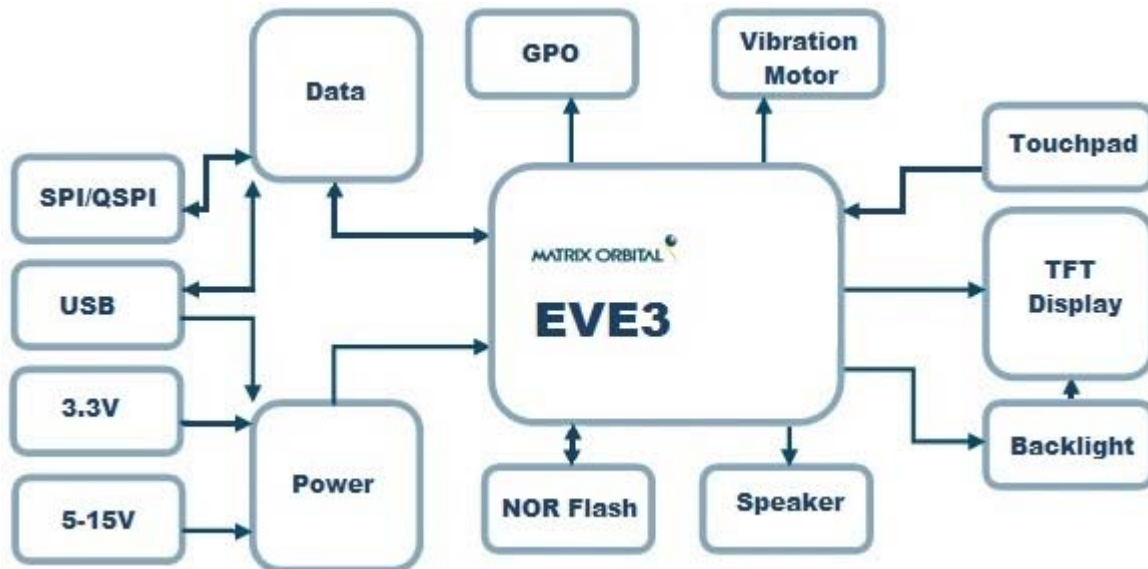 GPO
Vibration
Motor
Data
Touchpad
SPI/QSPI
MATRIX ORBITAL
EVE3
TFT
Display
USB
3.3V
Backlight
Power
NOR Flash
Speaker
5-15V